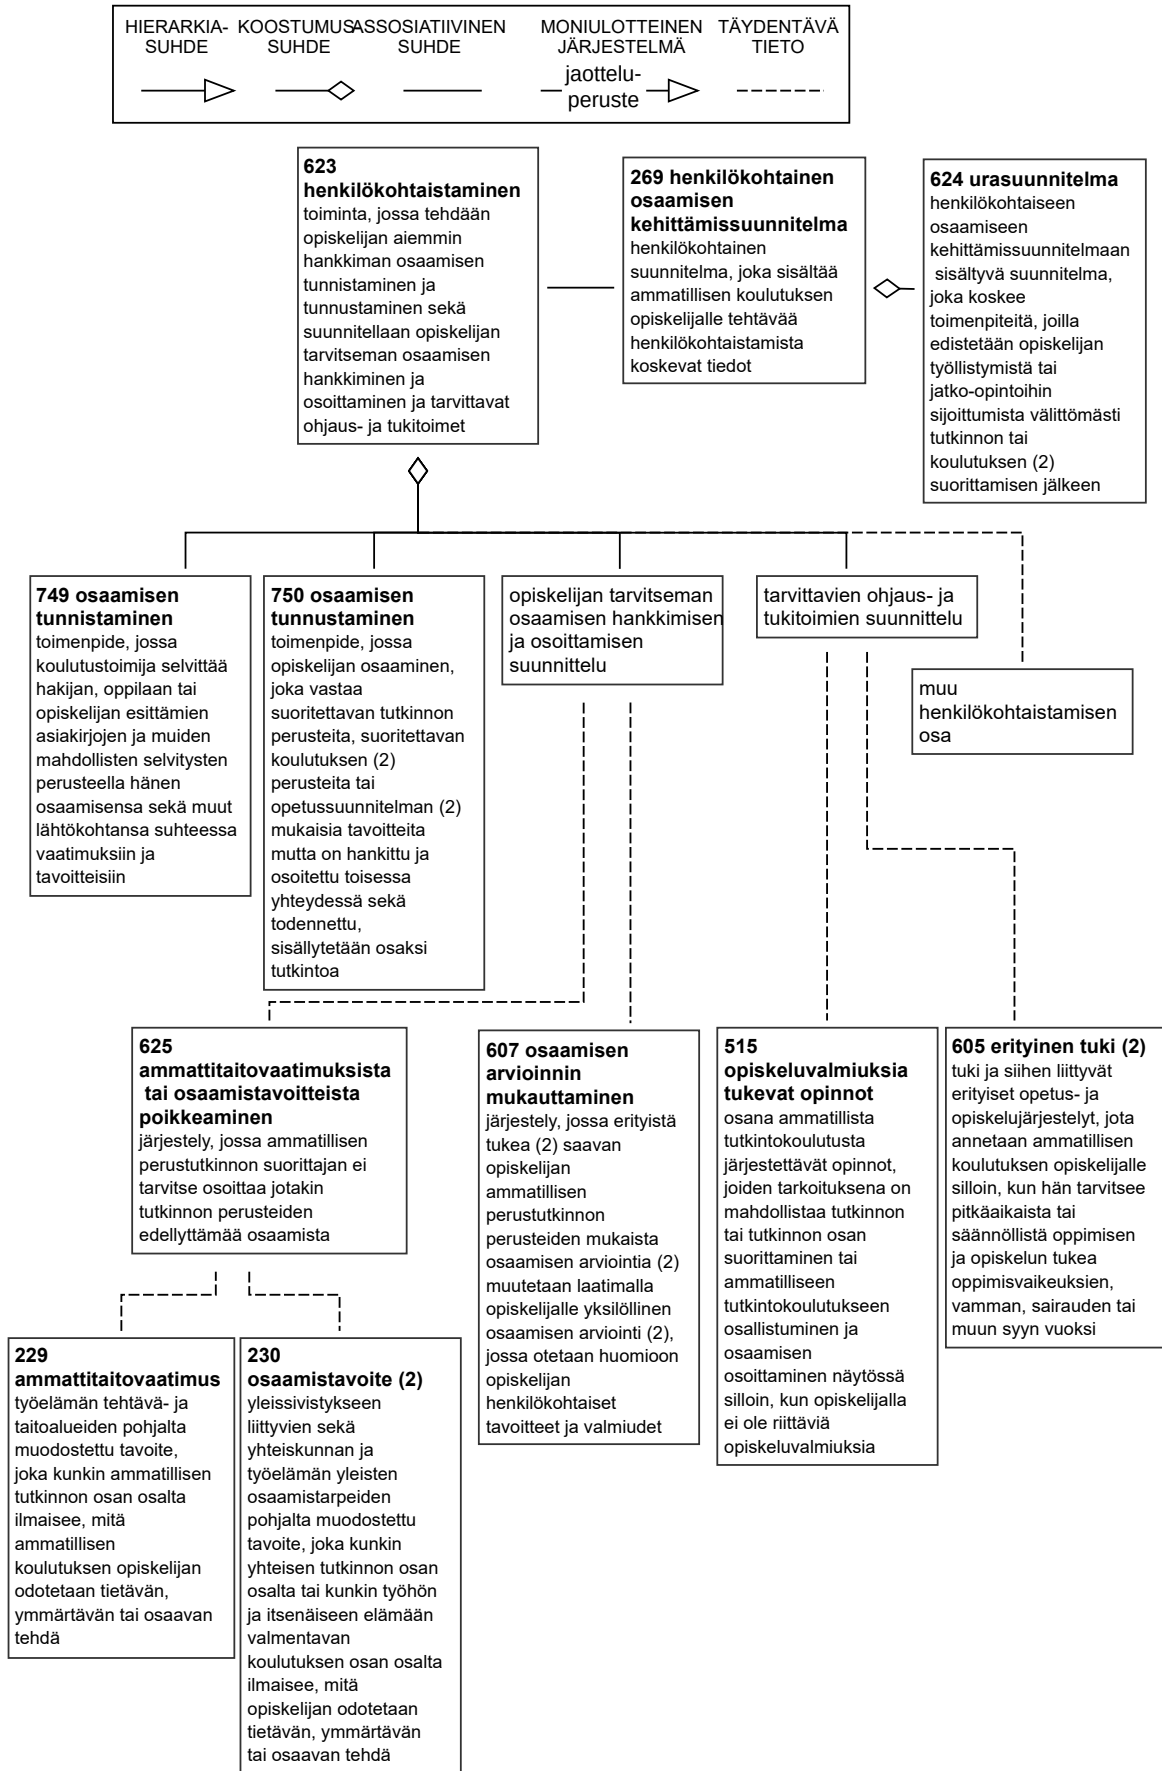 HIERARKIA-
SUHDE
KOOSTUMUS
SUHDE
ASSOSIATIIVINEN
SUHDE
MONIULOTTEINEN
JÄRJESTELMÄ
TÄYDENTÄVÄ
TIETO
jaottelu-
peruste
623
henkilökohtaistaminen
toiminta, jossa tehdään
opiskelijan aiemmin
hankkiman osaamisen
tunnistaminen ja
tunnustaminen sekä
suunnitellaan opiskelijan
tarvitseman osaamisen
hankkiminen ja
osoittaminen ja tarvittavat
ohjaus- ja tukitoimet
269 henkilökohtainen
osaamisen
kehittämissuunnitelma
henkilökohtainen
suunnitelma, joka sisältää
ammatillisen koulutuksen
opiskelijalle tehtävää
henkilökohtaistamista
koskevat tiedot
624 urasuunnitelma
henkilökohtaiseen
osaamiseen
kehittämissuunnitelmaan
sisältyvä suunnitelma,
joka koskee
toimenpiteitä, joilla
edistetään opiskelijan
työllistymistä tai
jatko-opintoihin
sijoittumista välittömästi
tutkinnon tai
koulutuksen (2)
suorittamisen jälkeen
749 osaamisen
tunnistaminen
toimenpide, jossa
koulutustoimija selvittää
hakijan, oppilaan tai
opiskelijan esittämien
asiakirjojen ja muiden
mahdollisten selvitysten
perusteella hänen
osaamisensa sekä muut
lähtökohtansa suhteessa
vaatimuksiin ja
tavoitteisiin
750 osaamisen
tunnustaminen
toimenpide, jossa
opiskelijan osaaminen,
joka vastaa
suoritettavan tutkinnon
perusteita, suoritettavan
koulutuksen (2)
perusteita tai
opetussuunnitelman (2)
mukaisia tavoitteita
mutta on hankittu ja
osoitettu toisessa
yhteydessä sekä
todennettu,
sisällytetään osaksi
tutkintoa
opiskelijan tarvitseman
osaamisen hankkimisen
ja osoittamisen
suunnittelu
tarvittavien ohjaus- ja
tukitoimien suunnittelu
muu
henkilökohtaistamisen
osa
625
ammattitaitovaatimuksista
tai osaamistavoitteista
poikkeaminen
järjestely, jossa ammatillisen
perustutkinnon suorittajan ei
tarvitse osoittaa jotakin
tutkinnon perusteiden
edellyttämää osaamista
607 osaamisen
arvioinnin
mukauttaminen
järjestely, jossa erityistä
tukea (2) saavan
opiskelijan
ammatillisen
perustutkinnon
perusteiden mukaista
osaamisen arviointia (2)
muutetaan laatimalla
opiskelijalle yksilöllinen
osaamisen arviointi (2),
jossa otetaan huomioon
opiskelijan
henkilökohtaiset
tavoitteet ja valmiudet
515
opiskeluvalmiuksia
tukevat opinnot
osana ammatillista
tutkintokoulutusta
järjestettävät opinnot,
joiden tarkoituksena on
mahdollistaa tutkinnon
tai tutkinnon osan
suorittaminen tai
ammatilliseen
tutkintokoulutukseen
osallistuminen ja
osaamisen
osoittaminen näytössä
silloin, kun opiskelijalla
ei ole riittäviä
opiskeluvalmiuksia
605 erityinen tuki (2)
tuki ja siihen liittyvät
erityiset opetus- ja
opiskelujärjestelyt, jota
annetaan ammatillisen
koulutuksen opiskelijalle
silloin, kun hän tarvitsee
pitkäaikaista tai
säännöllistä oppimisen
ja opiskelun tukea
oppimisvaikeuksien,
vamman, sairauden tai
muun syyn vuoksi
229
ammattitaitovaatimus
työelämän tehtävä- ja
taitoalueiden pohjalta
muodostettu tavoite,
joka kunkin ammatillisen
tutkinnon osan osalta
ilmaisee, mitä
ammatillisen
koulutuksen opiskelijan
odotetaan tietävän,
ymmärtävän tai osaavan
tehdä
230
osaamistavoite (2)
yleissivistykseen
liittyvien sekä
yhteiskunnan ja
työelämän yleisten
osaamistarpeiden
pohjalta muodostettu
tavoite, joka kunkin
yhteisen tutkinnon osan
osalta tai kunkin työhön
ja itsenäiseen elämään
valmentavan
koulutuksen osan osalta
ilmaisee, mitä
opiskelijan odotetaan
tietävän, ymmärtävän
tai osaavan tehdä